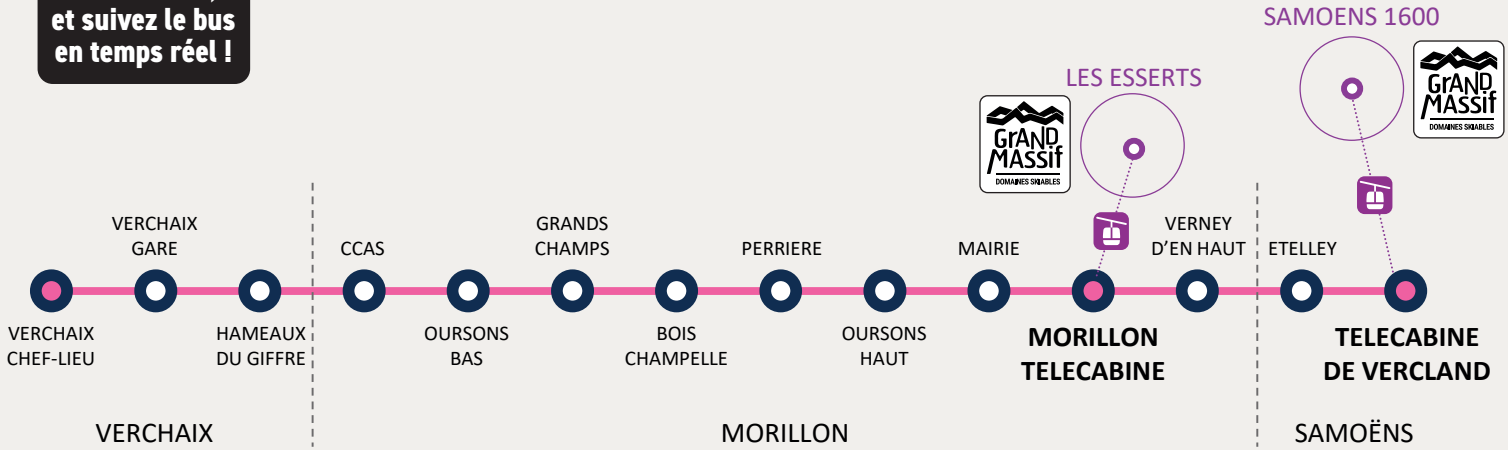 et suivez le bus
en temps réel !
SAMOENS 1600
GRAND
MASSIF
DOMAINES SKIABLES
LES ESSERTS
GRAND
MASSIF
DOMAINES SKIABLES
VERCHAIX
GARE
CCAS
GRANDS
CHAMPS
PERRIERE
MAIRIE
VERNEY
D'EN HAUT
ETELLEY
VERCHAIX
CHEF-LIEU
HAMEAUX
DU GIFFRE
OURSONS
BAS
BOIS
CHAMPELLE
OURSONS
HAUT
MORILLON
TELECABINE
TELECABINE
DE VERCLAND
VERCHAIX
MORILLON
SAMOËNS